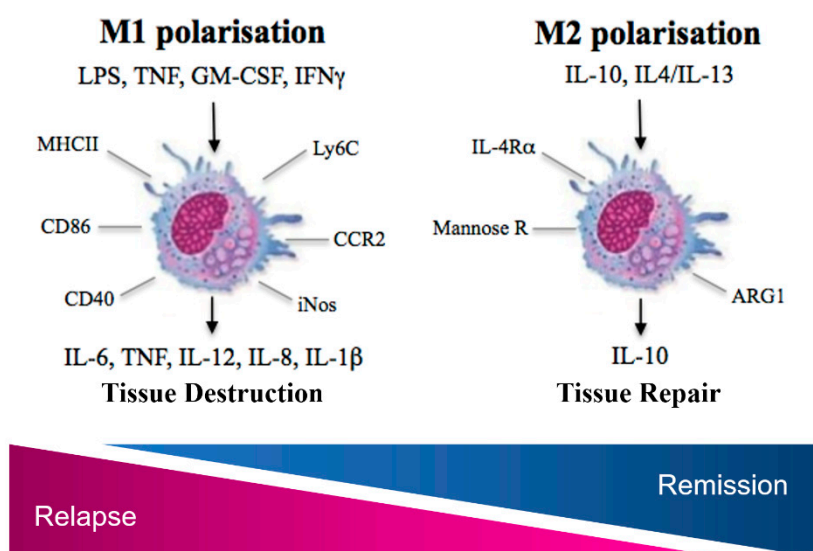 M1 polarisation
LPS, TNF, GM-CSF, IFNγ
MHCII
Ly6C
CD86
CCR2
CD40
iNos
IL-6, TNF, IL-12, IL-8, IL-1β
Tissue Destruction
M2 polarisation
IL-10, IL4/IL-13
IL-4Rα
Mannose R
ARG1
IL-10
Tissue Repair
Relapse
Remission